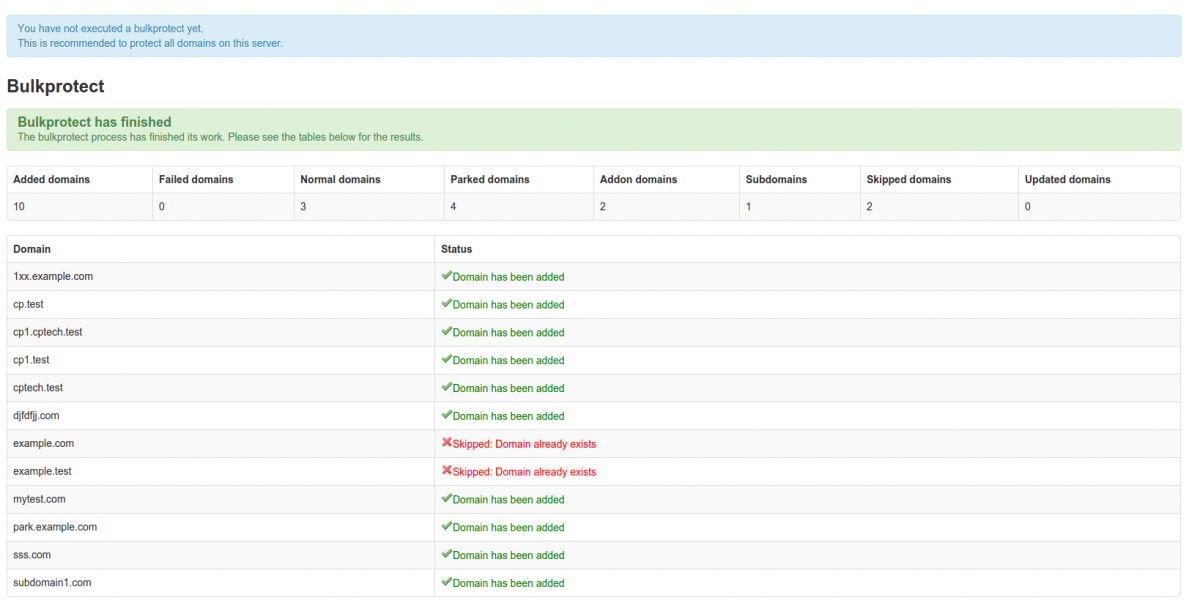 You have not executed a bulkprotect yet.
This is recommended to protect all domains on this server.
Bulkprotect
Bulkprotect has finished
The bulkprotect process has finished its work. Please see the tables below for the results.
Added domains Failed domains Normal domains Parked domains Addon domains Subdomains Skipped domains Updated domains
10 0 3 4 2 1 2 0
Domain Status
1xx.example.com Domain has been added
cp.test Domain has been added
cp1.cptech.test Domain has been added
cp1.test Domain has been added
cptech.test Domain has been added
djfdfjj.com Domain has been added
example.com Skipped: Domain already exists
example.test Skipped: Domain already exists
mytest.com Domain has been added
park.example.com Domain has been added
sss.com Domain has been added
subdomain1.com Domain has been added